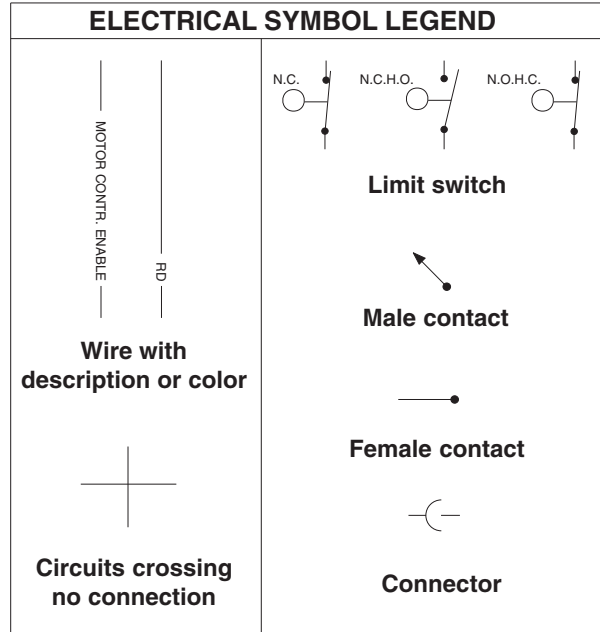 ELECTRICAL SYMBOL LEGEND
MOTOR CONTR. ENABLE
RD
Wire with
description or color
Circuits crossing
no connection
N.C.
N.C.H.O.
N.O.H.C.
Limit switch
Male contact
Female contact
Connector